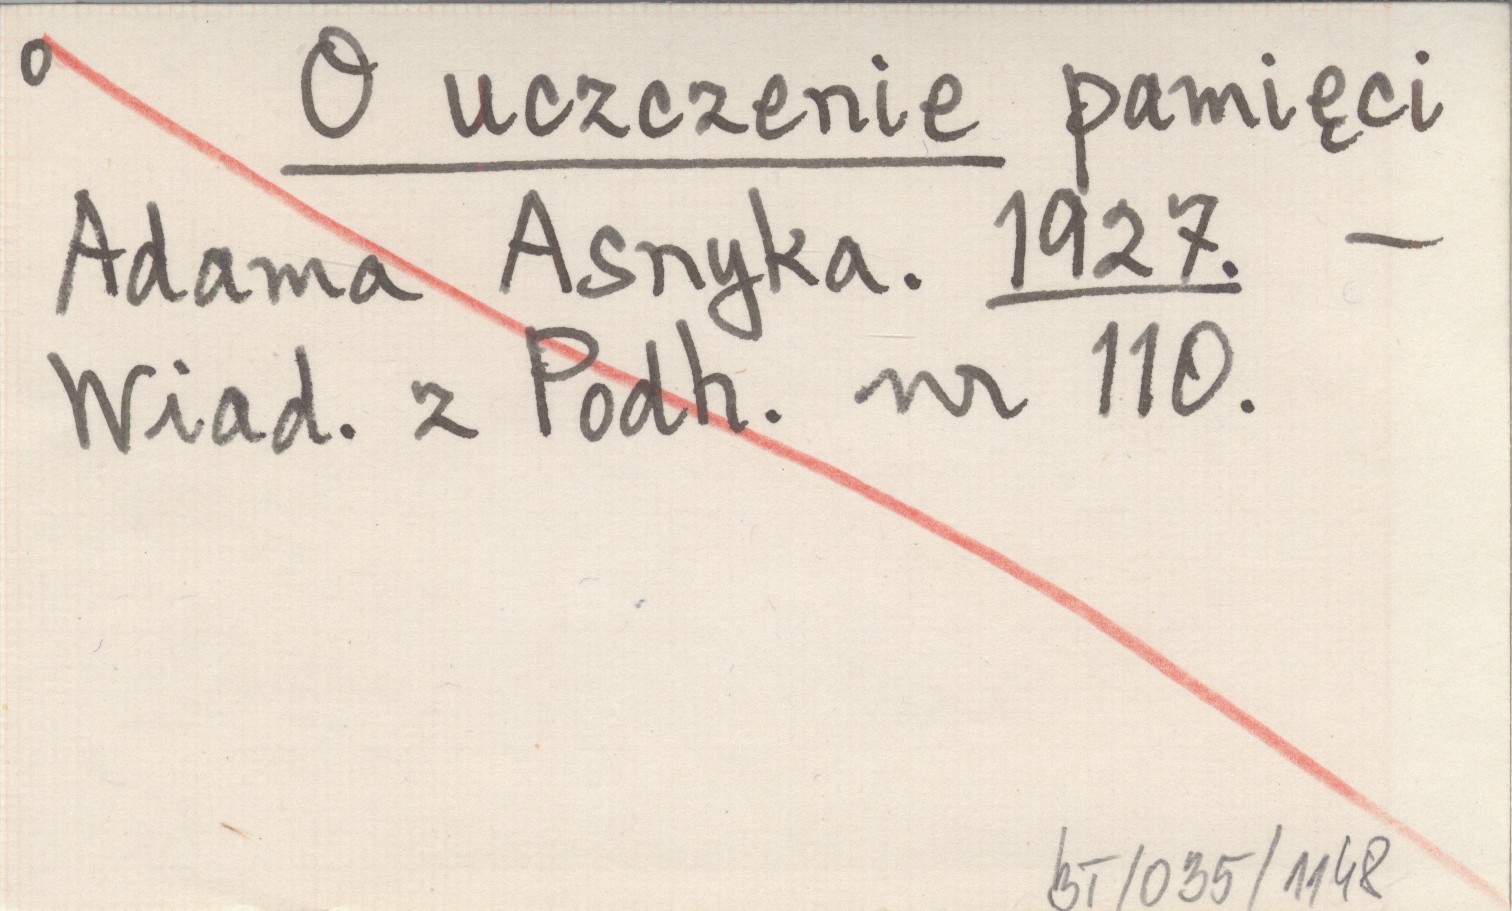 o O uczczenie pamięci
Adama Asnyka. 1927. –
Wiad. z Podh. nr 110.
BT/035/1148